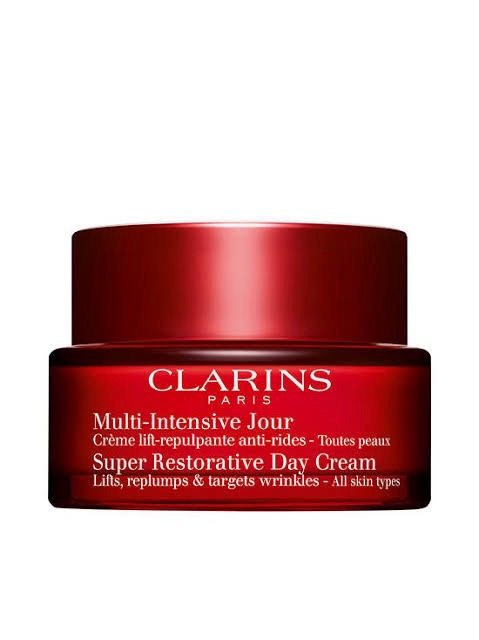 CLARINS
PARIS
Multi-Intensive Jour
Crème lift-repulpante anti-rides - Toutes peaux
Super Restorative Day Cream
Lifts, replumps & targets wrinkles - All skin types